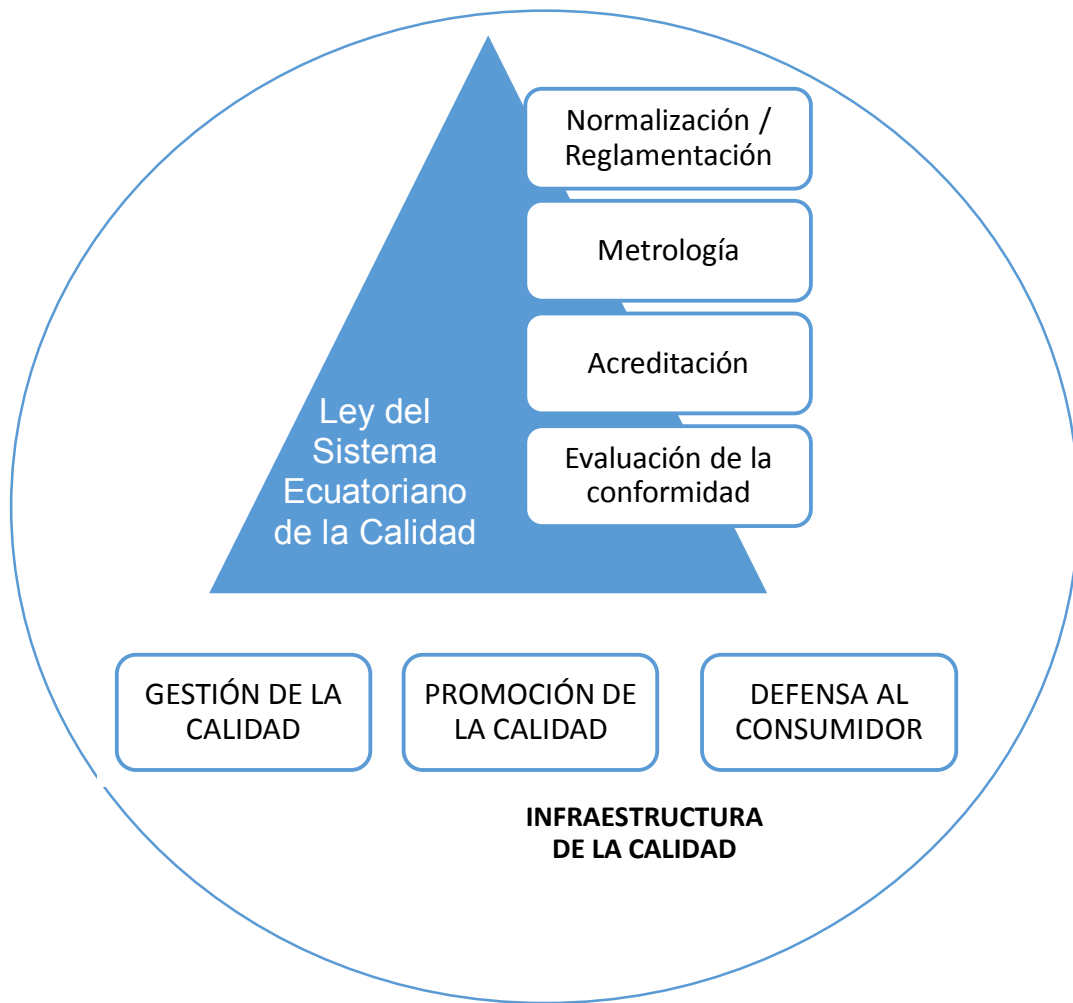 Normalización /
Reglamentación
Metrología
Acreditación
Evaluación de la
conformidad
Ley del
Sistema
Ecuatoriano
de la Calidad
GESTIÓN DE LA
CALIDAD
PROMOCIÓN DE
LA CALIDAD
DEFENSA AL
CONSUMIDOR
INFRAESTRUCTURA
DE LA CALIDAD